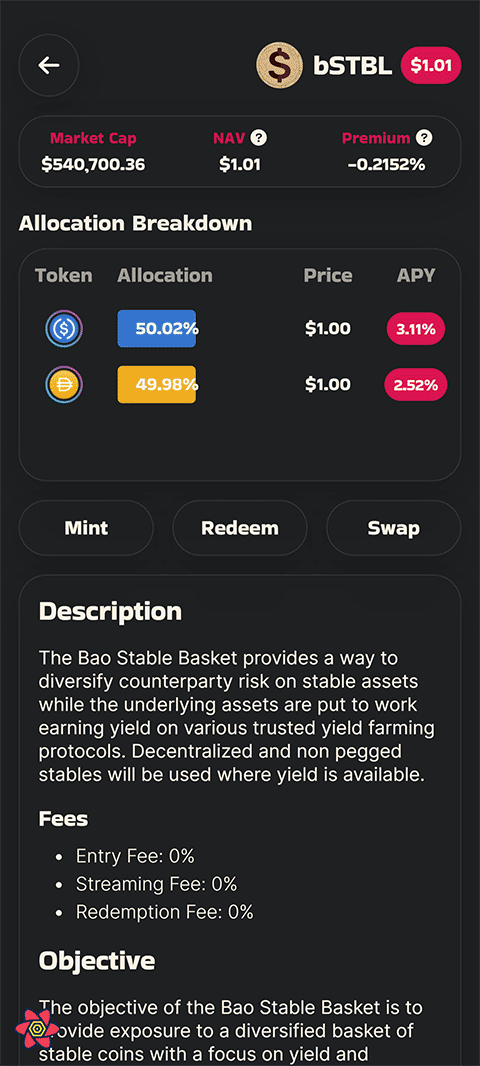 bSTBL $1.01
Market Cap NAV ? Premium ?
$540,700.36 $1.01 -0.2152%
Allocation Breakdown
Token Allocation Price APY
50.02% $1.00 3.11%
49.98% $1.00 2.52%
Mint Redeem Swap
Description
The Bao Stable Basket provides a way to
diversify counterparty risk on stable assets
while the underlying assets are put to work
earning yield on various trusted yield farming
protocols. Decentralized and non pegged
stables will be used where yield is available.
Fees
• Entry Fee: 0%
• Streaming Fee: 0%
• Redemption Fee: 0%
Objective
The objective of the Bao Stable Basket is to
provide exposure to a diversified basket of
stable coins with a focus on yield and